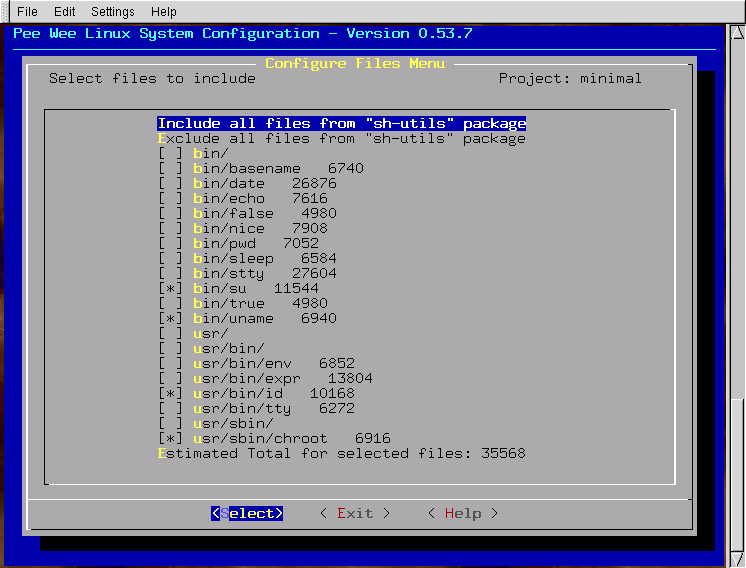 File Edit Settings Help
Pee Wee Linux System Configuration - Version 0.53.7
Configure Files Menu
Select files to include Project: minimal
Include all files from "sh-utils" package
Exclude all files from "sh-utils" package
[ ] bin/
[ ] bin/basename 6740
[ ] bin/date 26876
[ ] bin/echo 7616
[ ] bin/false 4980
[ ] bin/nice 7908
[ ] bin/pwd 7052
[ ] bin/sleep 6584
[ ] bin/stty 27604
[*] bin/su 11544
[ ] bin/true 4980
[*] bin/uname 6940
[ ] usr/
[ ] usr/bin/
[ ] usr/bin/env 6852
[ ] usr/bin/expr 13804
[*] usr/bin/id 10168
[ ] usr/bin/tty 6272
[ ] usr/sbin/
[*] usr/sbin/chroot 6916
Estimated Total for selected files: 35568
<Select> < Exit > < Help >